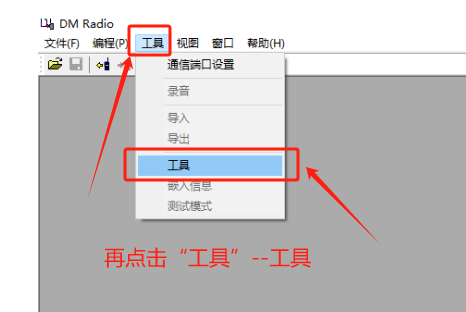 DM Radio
文件(F) 编程(P) 工具 视图 窗口 帮助(H)
通信端口设置
录音
导入
导出
工具
嵌入信息
测试模式
再点击“工具”--工具